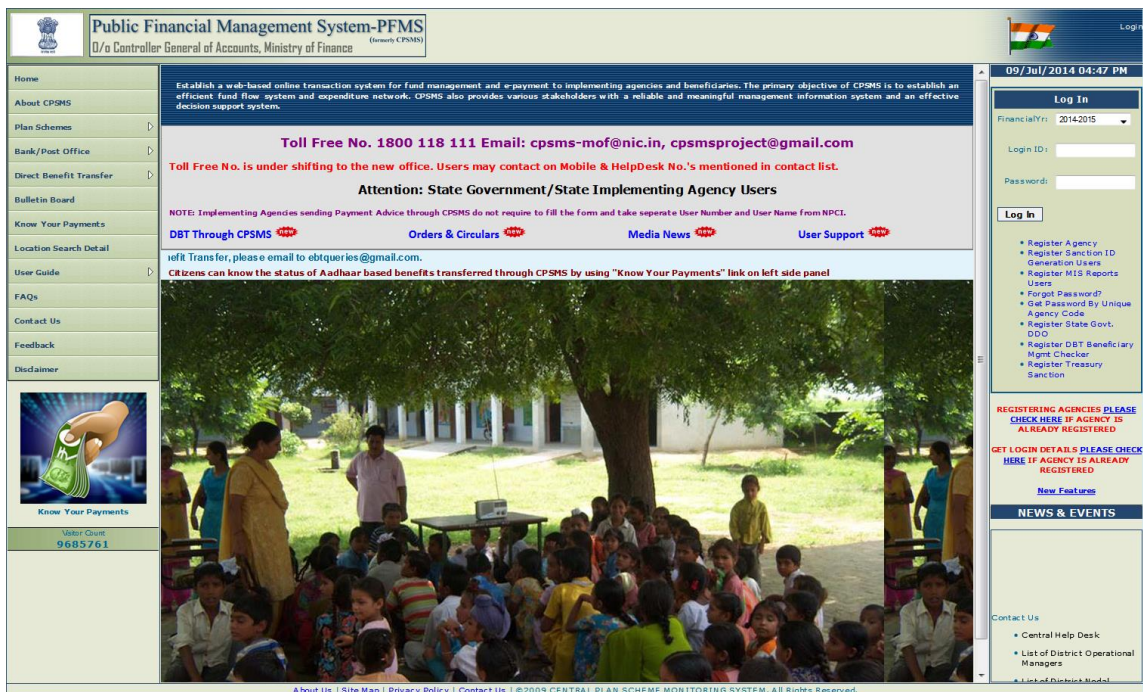 Public Financial Management System-PFMS
(formerly CPSMS)
O/o Controller General of Accounts, Ministry of Finance
Login
Home
About CPSMS
Plan Schemes
Bank/Post Office
Direct Benefit Transfer
Bulletin Board
Know Your Payments
Location Search Detail
User Guide
FAQs
Contact Us
Feedback
Disclaimer
Know Your Payments
Visitor Count
9685761
Establish a web-based online transaction system for fund management and e-payment to implementing agencies and beneficiaries. The primary objective of CPSMS is to establish an
efficient fund flow system and expenditure network. CPSMS also provides various stakeholders with a reliable and meaningful management information system and an effective
decision support system.
Toll Free No. 1800 118 111 Email: cpsms-mof@nic.in, cpsmsproject@gmail.com
Toll Free No. is under shifting to the new office. Users may contact on Mobile & HelpDesk No.'s mentioned in contact list.
Attention: State Government/State Implementing Agency Users
NOTE: Implementing Agencies sending Payment Advice through CPSMS do not require to fill the form and take seperate User Number and User Name from NPCI.
DBT Through CPSMS new Orders & Circulars new Media News new User Support new
efit Transfer, please email to ebtqueries@gmail.com.
Citizens can know the status of Aadhaar based benefits transferred through CPSMS by using "Know Your Payments" link on left side panel
09/Jul/2014 04:47 PM
Log In
FinancialYr: 2014-2015
Login ID:
Password:
Log In
Register Agency
Register Sanction ID
Generation Users
Register MIS Reports
Users
Forgot Password?
Get Password By Unique
Agency Code
Register State Govt.
DDO
Register DBT Beneficiary
Mgmt Checker
Register Treasury
Sanction
REGISTERING AGENCIES PLEASE
CHECK HERE IF AGENCY IS
ALREADY REGISTERED
GET LOGIN DETAILS PLEASE CHECK
HERE IF AGENCY IS ALREADY
REGISTERED
New Features
NEWS & EVENTS
Contact Us
Central Help Desk
List of District Operational
Managers
List of District Nodal
About Us | Site Map | Privacy Policy | Contact Us | ©2009 CENTRAL PLAN SCHEME MONITORING SYSTEM. All Rights Reserved.